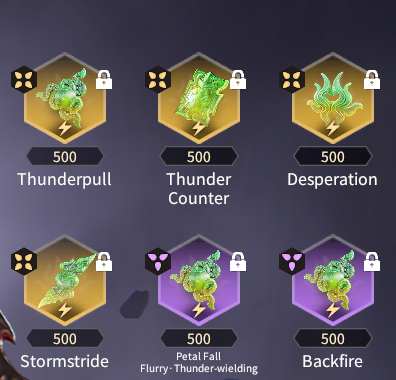 500
500
500
Thunderpull
Thunder
Counter
Desperation
500
500
500
Stormstride
Petal Fall
Flurry · Thunder-wielding
Backfire